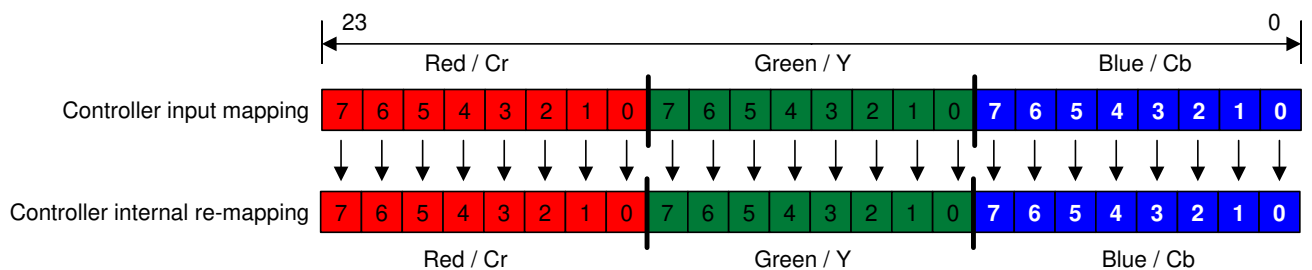 23 0
Red / Cr Green / Y Blue / Cb
Controller input mapping 7 6 5 4 3 2 1 0 7 6 5 4 3 2 1 0 7 6 5 4 3 2 1 0
Controller internal re-mapping 7 6 5 4 3 2 1 0 7 6 5 4 3 2 1 0 7 6 5 4 3 2 1 0
Red / Cr Green / Y Blue / Cb